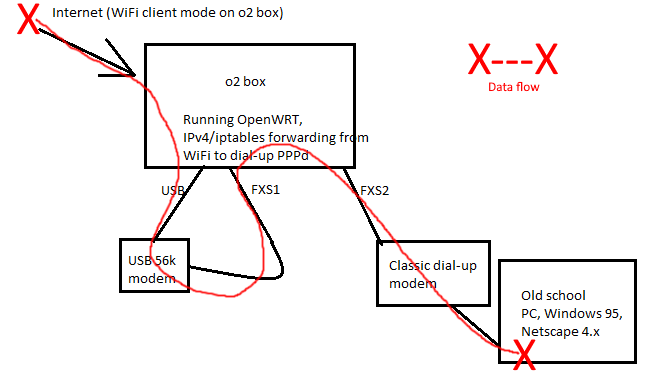 X Internet (WiFi client mode on o2 box)
X---X
Data flow
o2 box
Running OpenWRT,
IPv4/iptables forwarding from
WiFi to dial-up PPPd
USB
FXS1
FXS2
USB 56k
modem
Classic dial-up
modem
Old school
PC, Windows 95,
Netscape 4.x
X